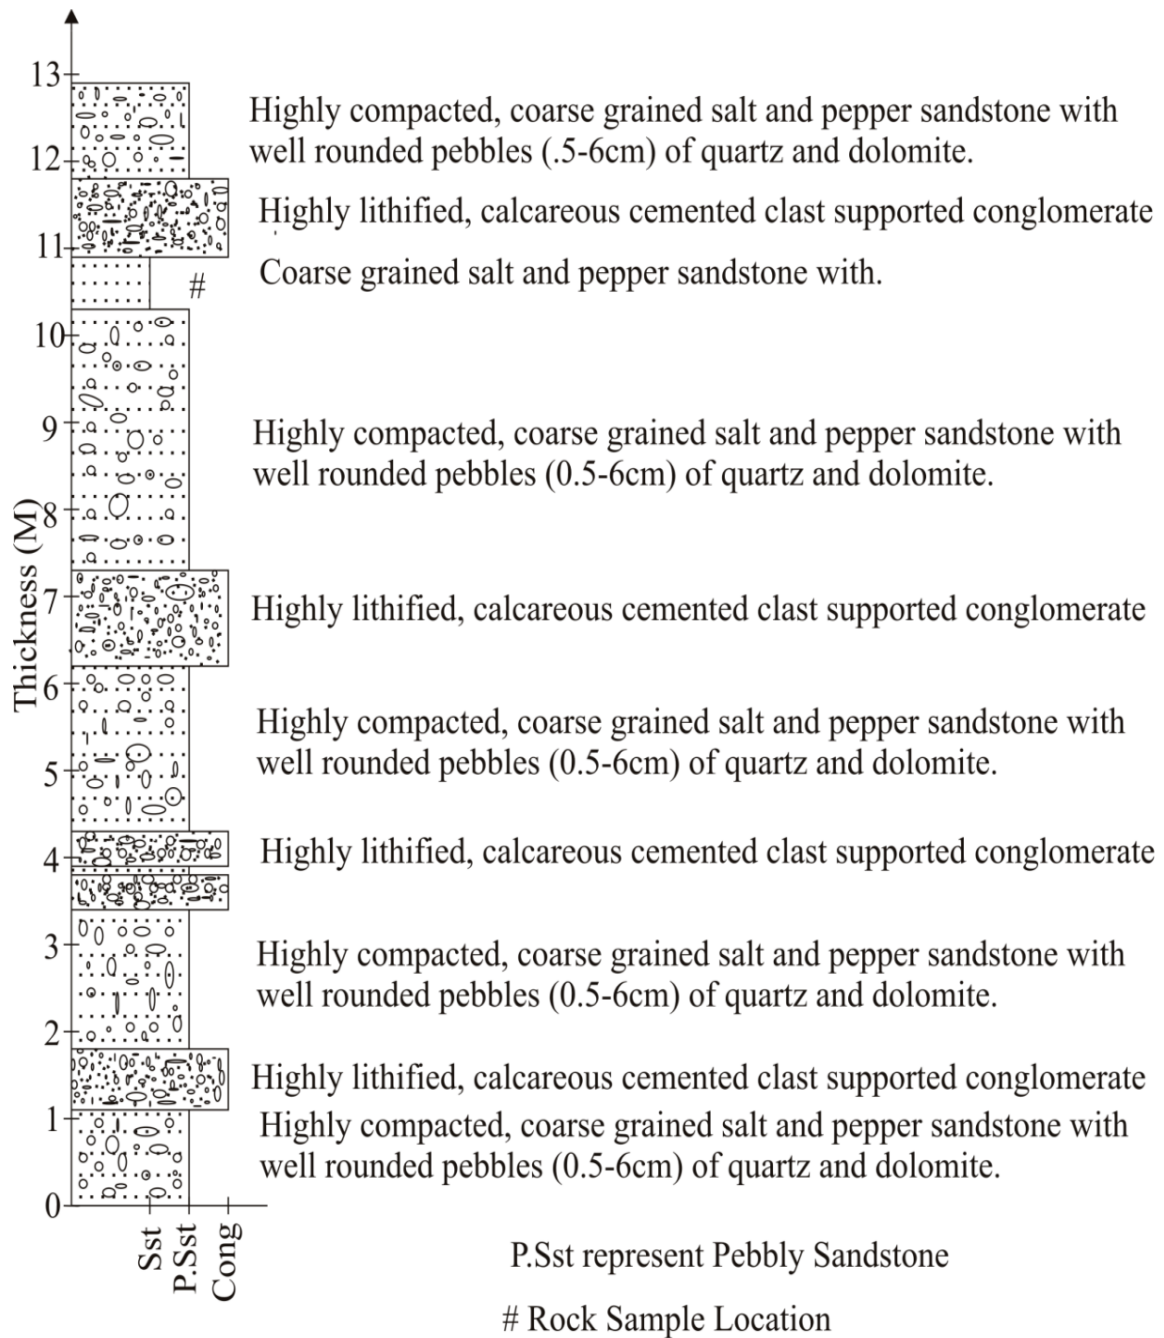 13
Highly compacted, coarse grained salt and pepper sandstone with
well rounded pebbles (.5-6cm) of quartz and dolomite.
12
Highly lithified, calcareous cemented clast supported conglomerate
11
Coarse grained salt and pepper sandstone with.
#
10
9
Highly compacted, coarse grained salt and pepper sandstone with
well rounded pebbles (0.5-6cm) of quartz and dolomite.
8
Thickness (M)
7
Highly lithified, calcareous cemented clast supported conglomerate
6
Highly compacted, coarse grained salt and pepper sandstone with
well rounded pebbles (0.5-6cm) of quartz and dolomite.
5
4
Highly lithified, calcareous cemented clast supported conglomerate
3
Highly compacted, coarse grained salt and pepper sandstone with
well rounded pebbles (0.5-6cm) of quartz and dolomite.
2
Highly lithified, calcareous cemented clast supported conglomerate
1
Highly compacted, coarse grained salt and pepper sandstone with
well rounded pebbles (0.5-6cm) of quartz and dolomite.
0
Sst
P.Sst
Cong
P.Sst represent Pebbly Sandstone
# Rock Sample Location